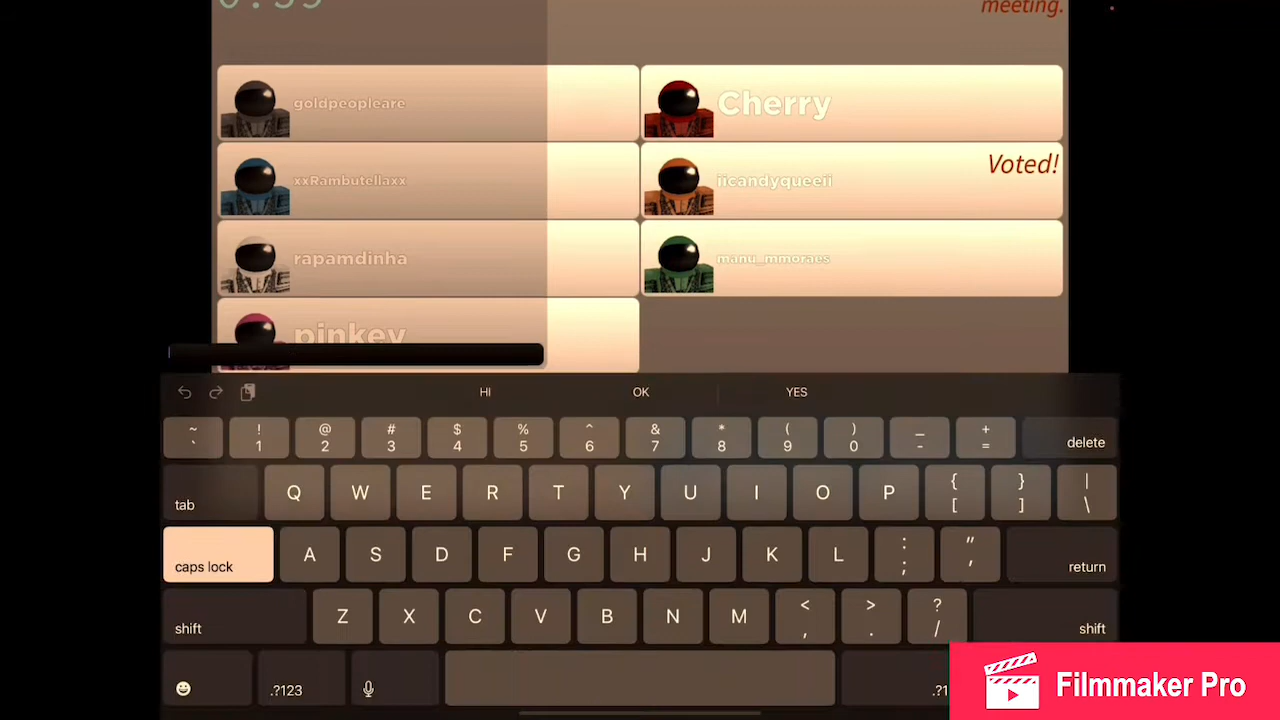 meeting.
goldpeopleare
Cherry
xxRambutellaxx
iicandyqueeii
Voted!
rapamdinha
manu_mmoraes
pinkey
HI OK YES
~ ! @ # $ % ^ & * ( ) _ +
` 1 2 3 4 5 6 7 8 9 0 - = delete
tab Q W E R T Y U I O P { [ } ] | \
caps lock A S D F G H J K L : ; " ' return
shift Z X C V B N M < , > . ? / shift
.?123 .?1
Filmmaker Pro